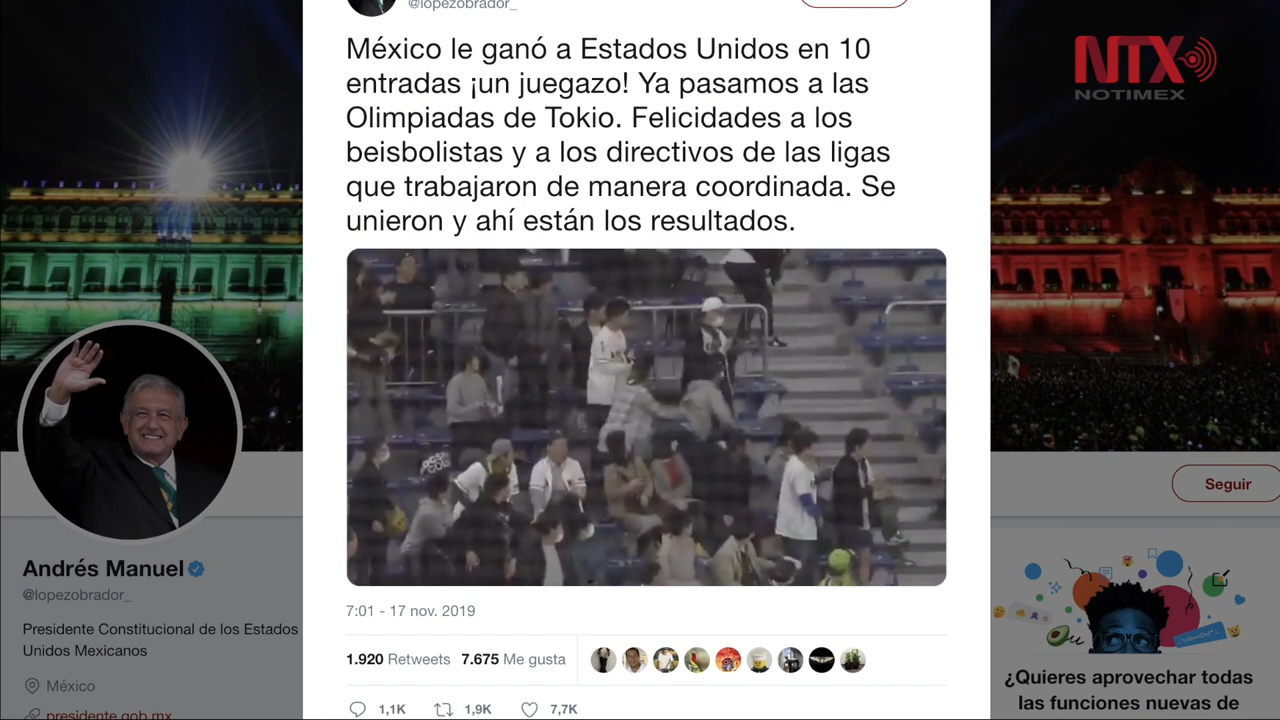 @lopezobrador_
México le ganó a Estados Unidos en 10
entradas ¡un juegazo! Ya pasamos a las
Olimpiadas de Tokio. Felicidades a los
beisbolistas y a los directivos de las ligas
que trabajaron de manera coordinada. Se
unieron y ahí están los resultados.
7:01 - 17 nov. 2019
1.920 Retweets 7.675 Me gusta
1,1K 1,9K 7,7K
NTX
NOTIMEX
Andrés Manuel
@lopezobrador_
Presidente Constitucional de los Estados
Unidos Mexicanos
México
presidente.gob.mx
Seguir
¿Quieres aprovechar todas
las funciones nuevas de